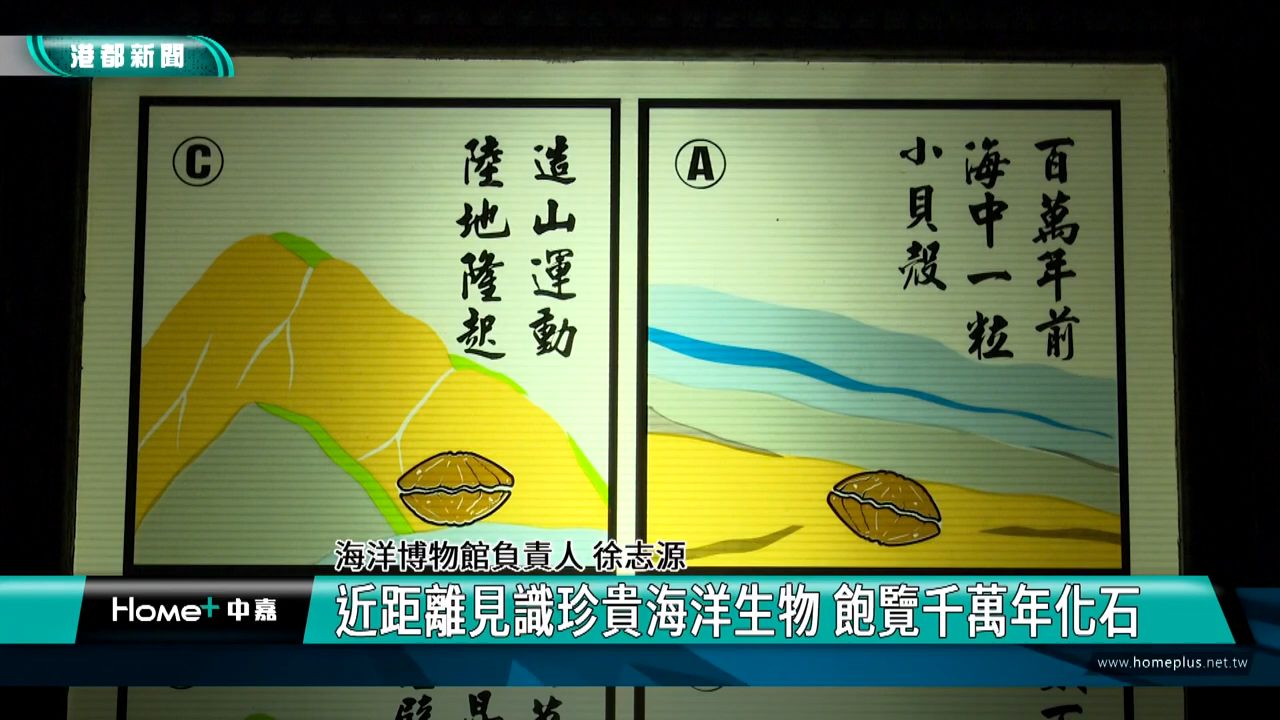 港都新聞
A
百萬年前
海中一粒
小貝殼
C
造山運動
陸地隆起
海洋博物館負責人 徐志源
Home+ 中嘉
近距離見識珍貴海洋生物 飽覽千萬年化石
www.homeplus.net.tw